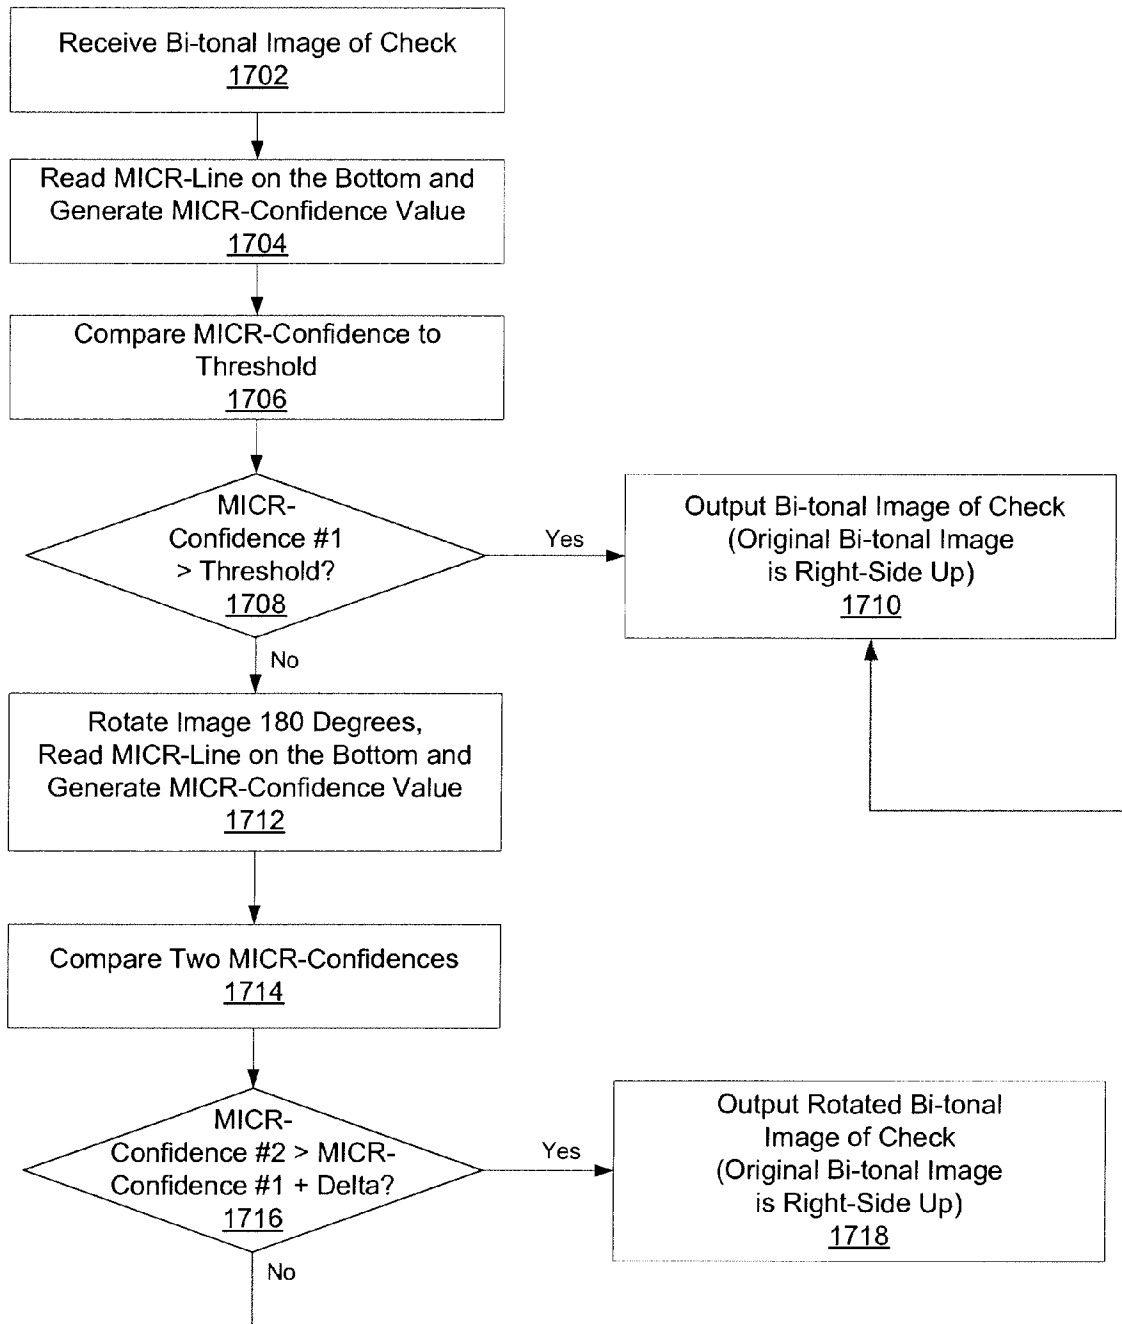 Receive Bi-tonal Image of Check
1702
Read MICR-Line on the Bottom and
Generate MICR-Confidence Value
1704
Compare MICR-Confidence to
Threshold
1706
MICR-
Confidence #1
> Threshold?
1708
Yes
Output Bi-tonal Image of Check
(Original Bi-tonal Image
is Right-Side Up)
1710
No
Rotate Image 180 Degrees,
Read MICR-Line on the Bottom and
Generate MICR-Confidence Value
1712
Compare Two MICR-Confidences
1714
MICR-
Confidence #2 > MICR-
Confidence #1 + Delta?
1716
Yes
Output Rotated Bi-tonal
Image of Check
(Original Bi-tonal Image
is Right-Side Up)
1718
No